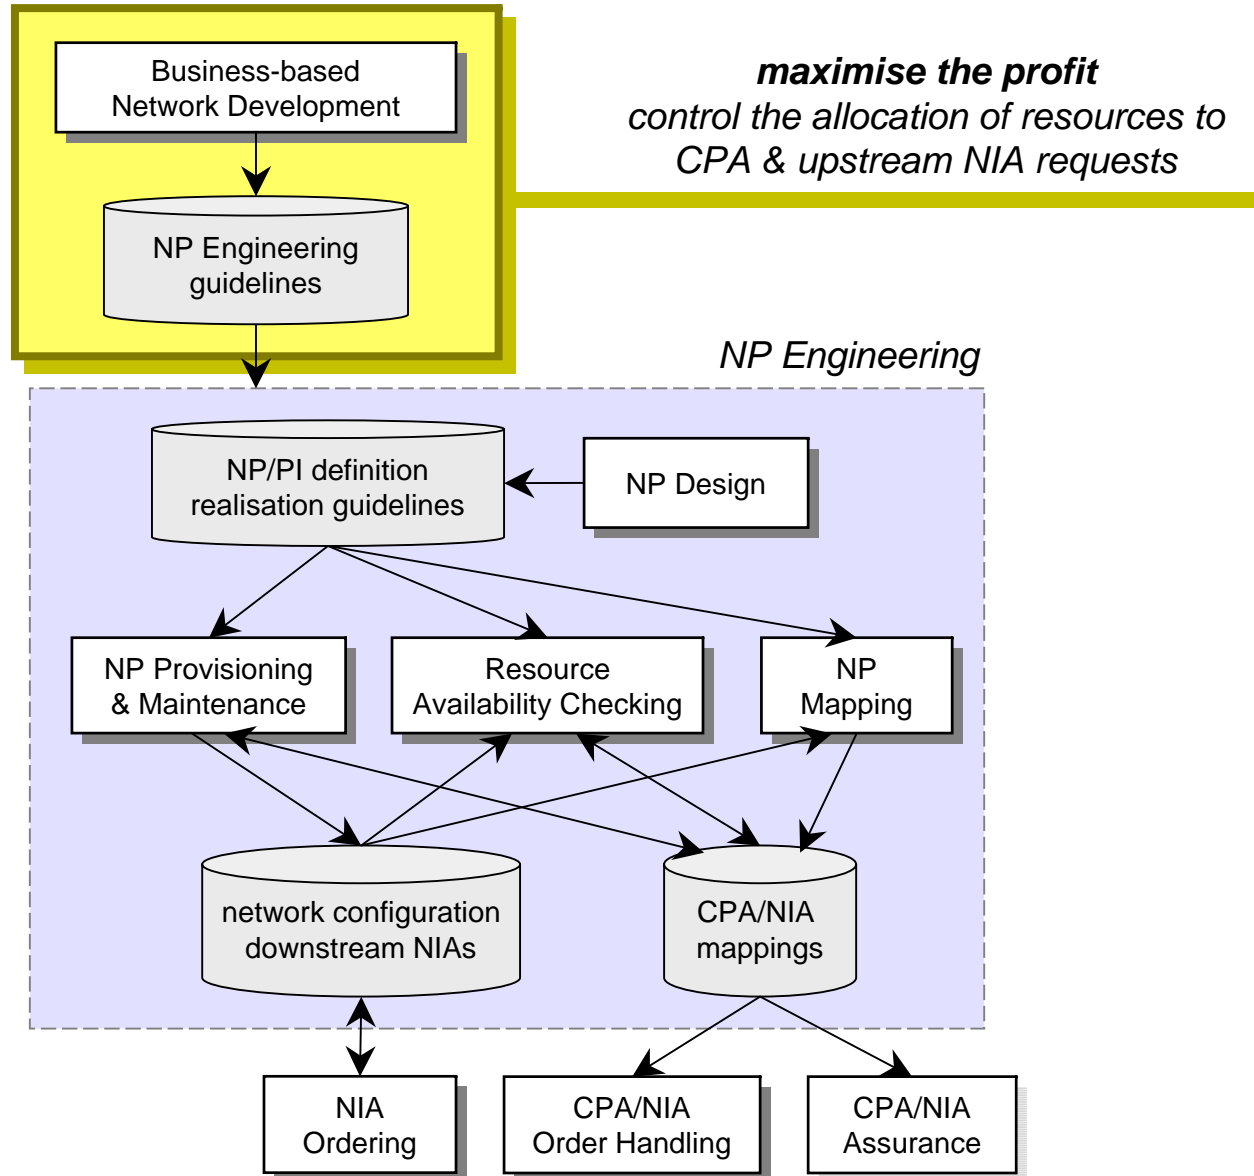 Business-based
Network Development
maximise the profit
control the allocation of resources to
CPA & upstream NIA requests
NP Engineering
guidelines
NP Engineering
NP/PI definition
realisation guidelines
NP Design
NP Provisioning
& Maintenance
Resource
Availability Checking
NP
Mapping
network configuration
downstream NIAs
CPA/NIA
mappings
NIA
Ordering
CPA/NIA
Order Handling
CPA/NIA
Assurance